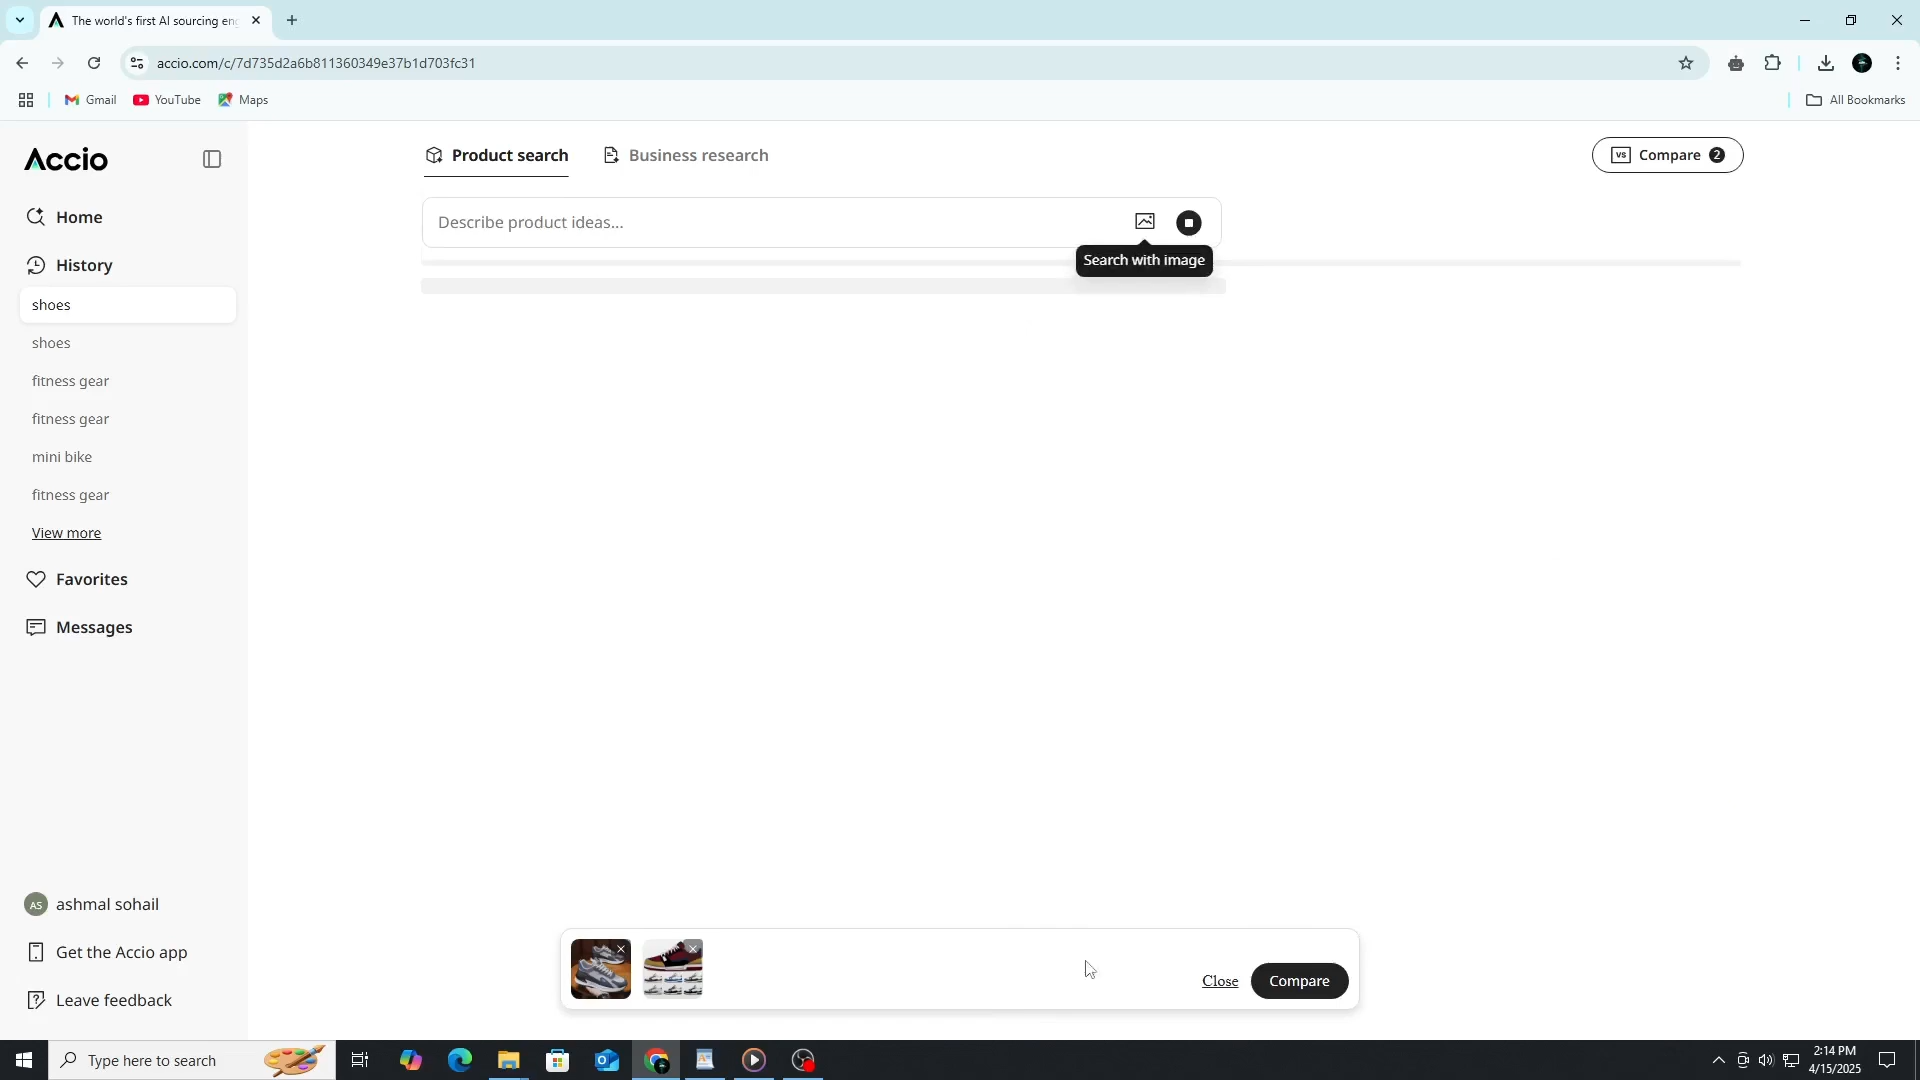 The world's first AI sourcing eng
accio.com/c/7d735d2a6b811360349e37b1d703fc31
Gmail
YouTube
Maps
All Bookmarks
Accio
Product search
Business research
vs Compare 2
Home
Describe product ideas...
Search with image
History
shoes
shoes
fitness gear
fitness gear
mini bike
fitness gear
View more
Favorites
Messages
AS ashmal sohail
Get the Accio app
Leave feedback
Close
Compare
Type here to search
2:14 PM
4/15/2025